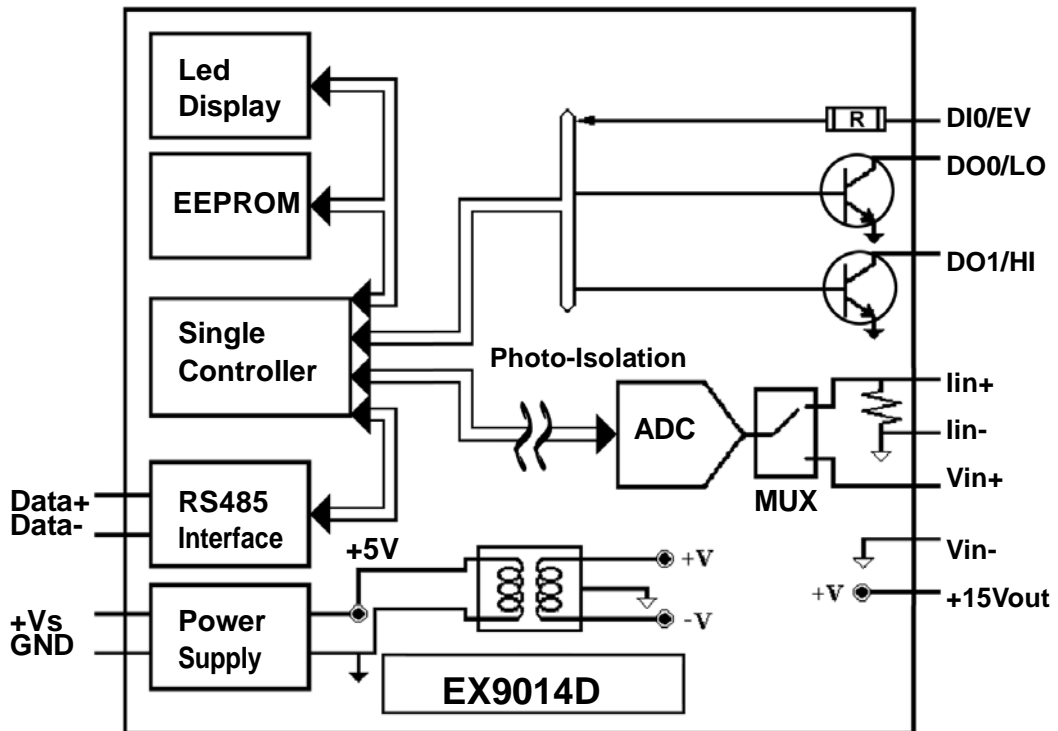 Led
Display
EEPROM
Single
Controller
RS485
Interface
Power
Supply
Data+
Data-
+Vs
GND
+5V
Photo-Isolation
ADC
MUX
R
DI0/EV
DO0/LO
DO1/HI
Iin+
Iin-
Vin+
Vin-
+15Vout
+V
+V
-V
EX9014D